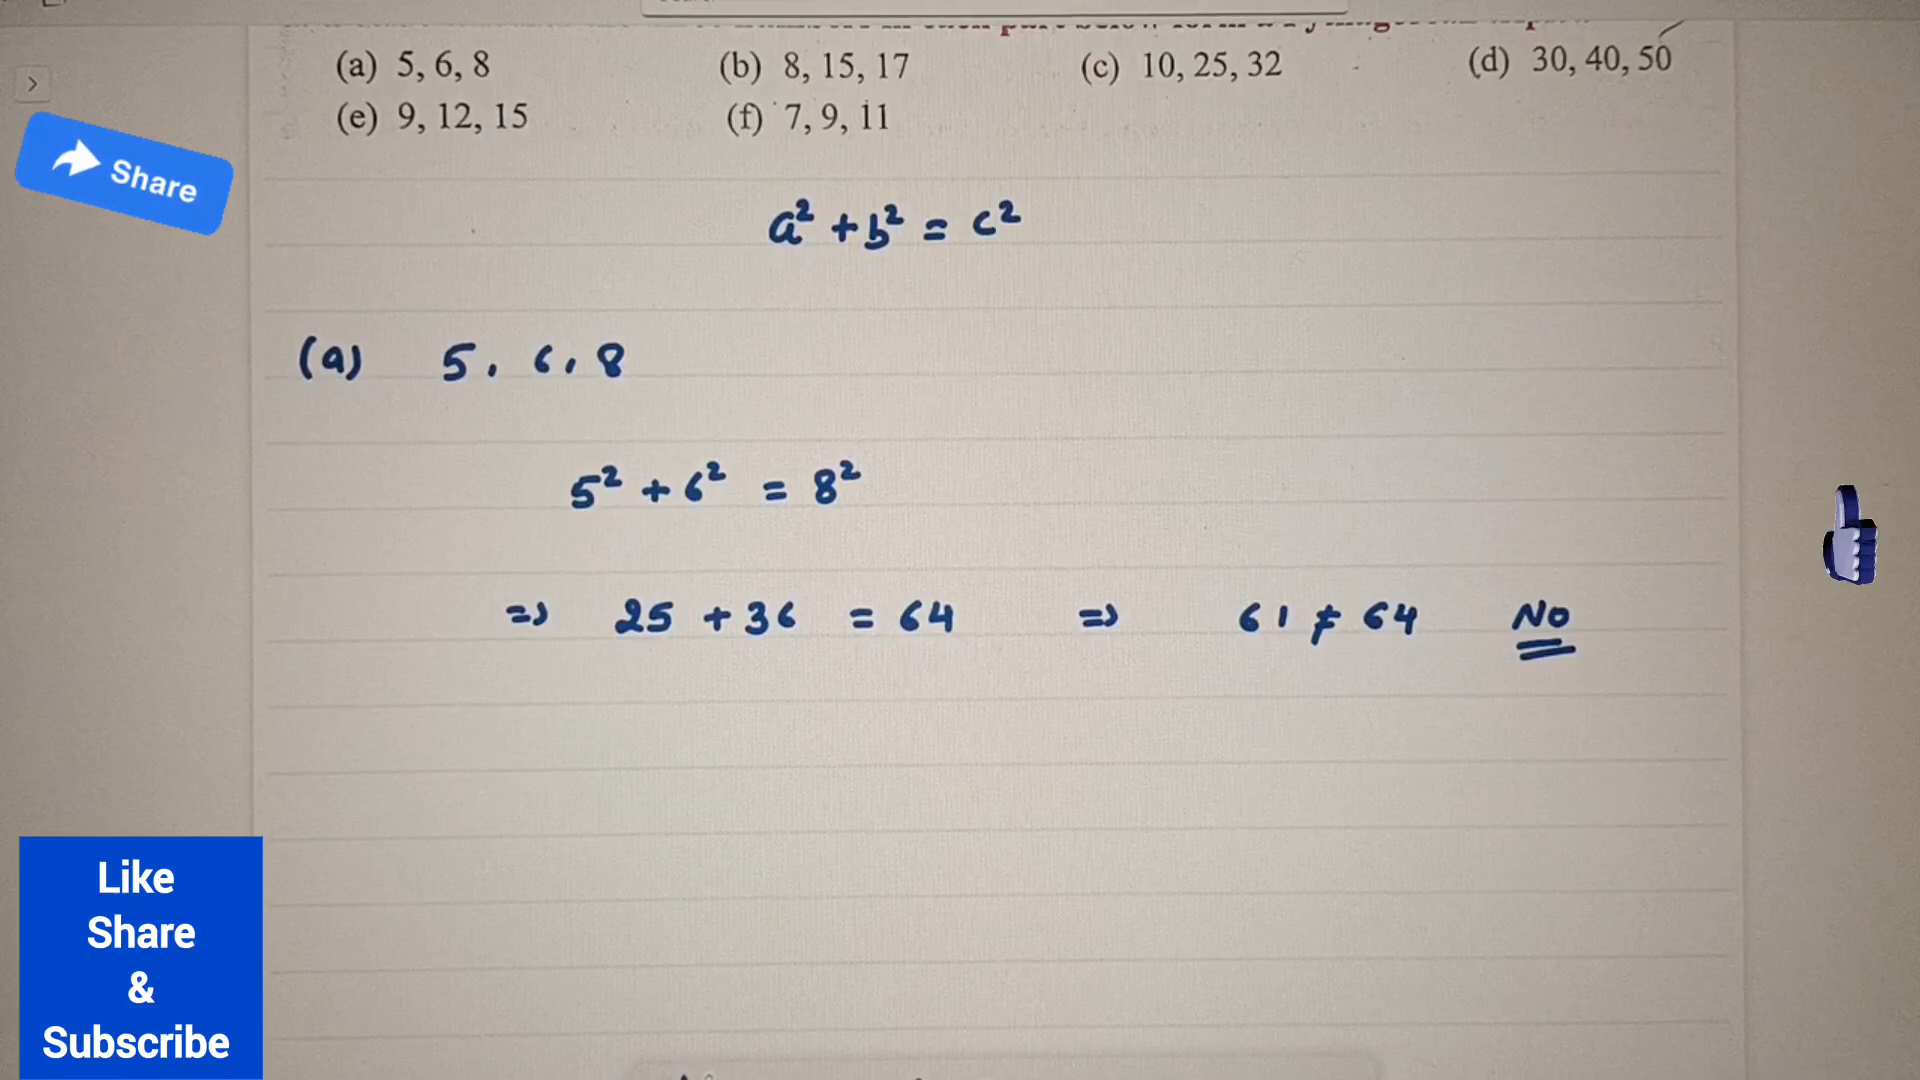 (a) 5, 6, 8 (b) 8, 15, 17 (c) 10, 25, 32 (d) 30, 40, 50
(e) 9, 12, 15 (f) 7, 9, 11
Share
a² + b² = c²
(a) 5, 6, 8
5² + 6² = 8²
⇒ 25 + 36 = 64 ⇒ 61 ≠ 64 NO
Like
Share
&
Subscribe